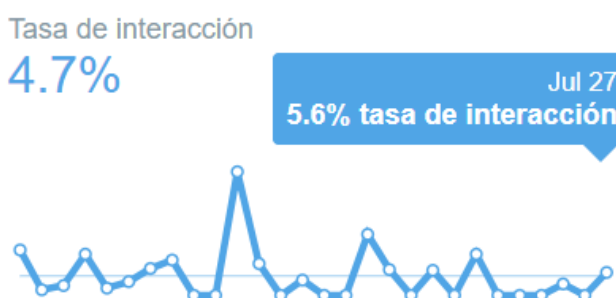 Tasa de interacción
4.7%
Jul 27
5.6% tasa de interacción